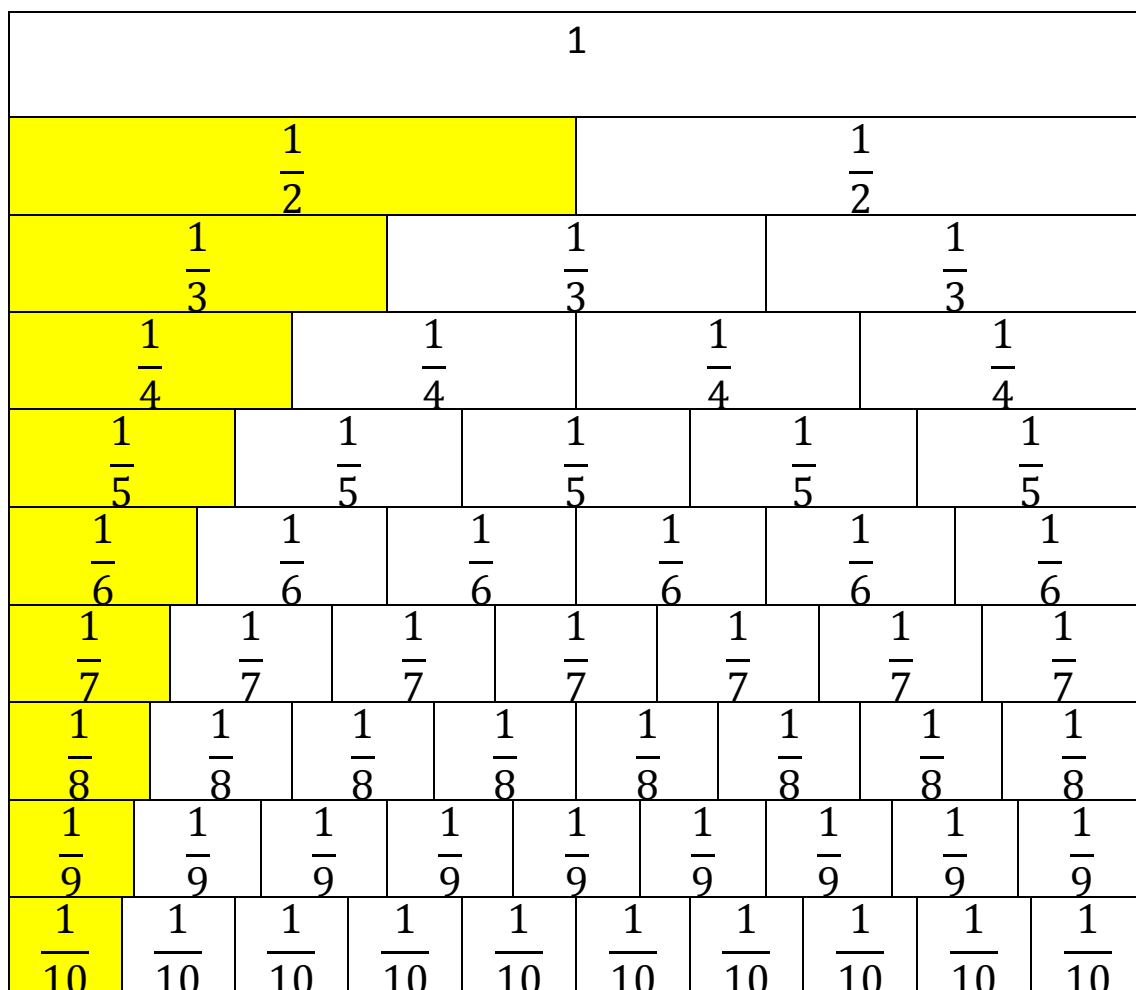 1
1/2 1/2
1/3 1/3 1/3
1/4 1/4 1/4 1/4
1/5 1/5 1/5 1/5 1/5
1/6 1/6 1/6 1/6 1/6 1/6
1/7 1/7 1/7 1/7 1/7 1/7 1/7
1/8 1/8 1/8 1/8 1/8 1/8 1/8 1/8
1/9 1/9 1/9 1/9 1/9 1/9 1/9 1/9 1/9
1/10 1/10 1/10 1/10 1/10 1/10 1/10 1/10 1/10 1/10